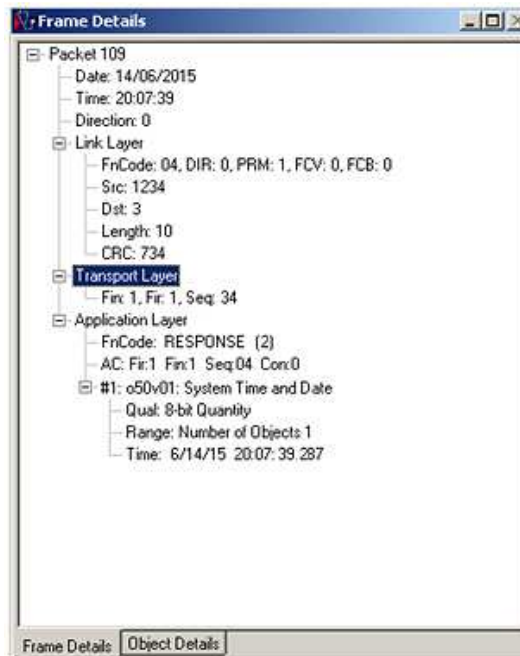 Frame Details
Packet 109
Date: 14/06/2015
Time: 20:07:39
Direction: 0
Link Layer
FnCode: 04, DIR: 0, PRM: 1, FCV: 0, FCB: 0
Src: 1234
Dst: 3
Length: 10
CRC: 734
Transport Layer
Fin: 1, Fir: 1, Seq: 34
Application Layer
FnCode: RESPONSE (2)
AC: Fir:1 Fin:1 Seq:04 Con:0
#1: o50v01: System Time and Date
Qual: 8-bit Quantity
Range: Number of Objects 1
Time: 6/14/15 20:07:39.287
Frame Details Object Details